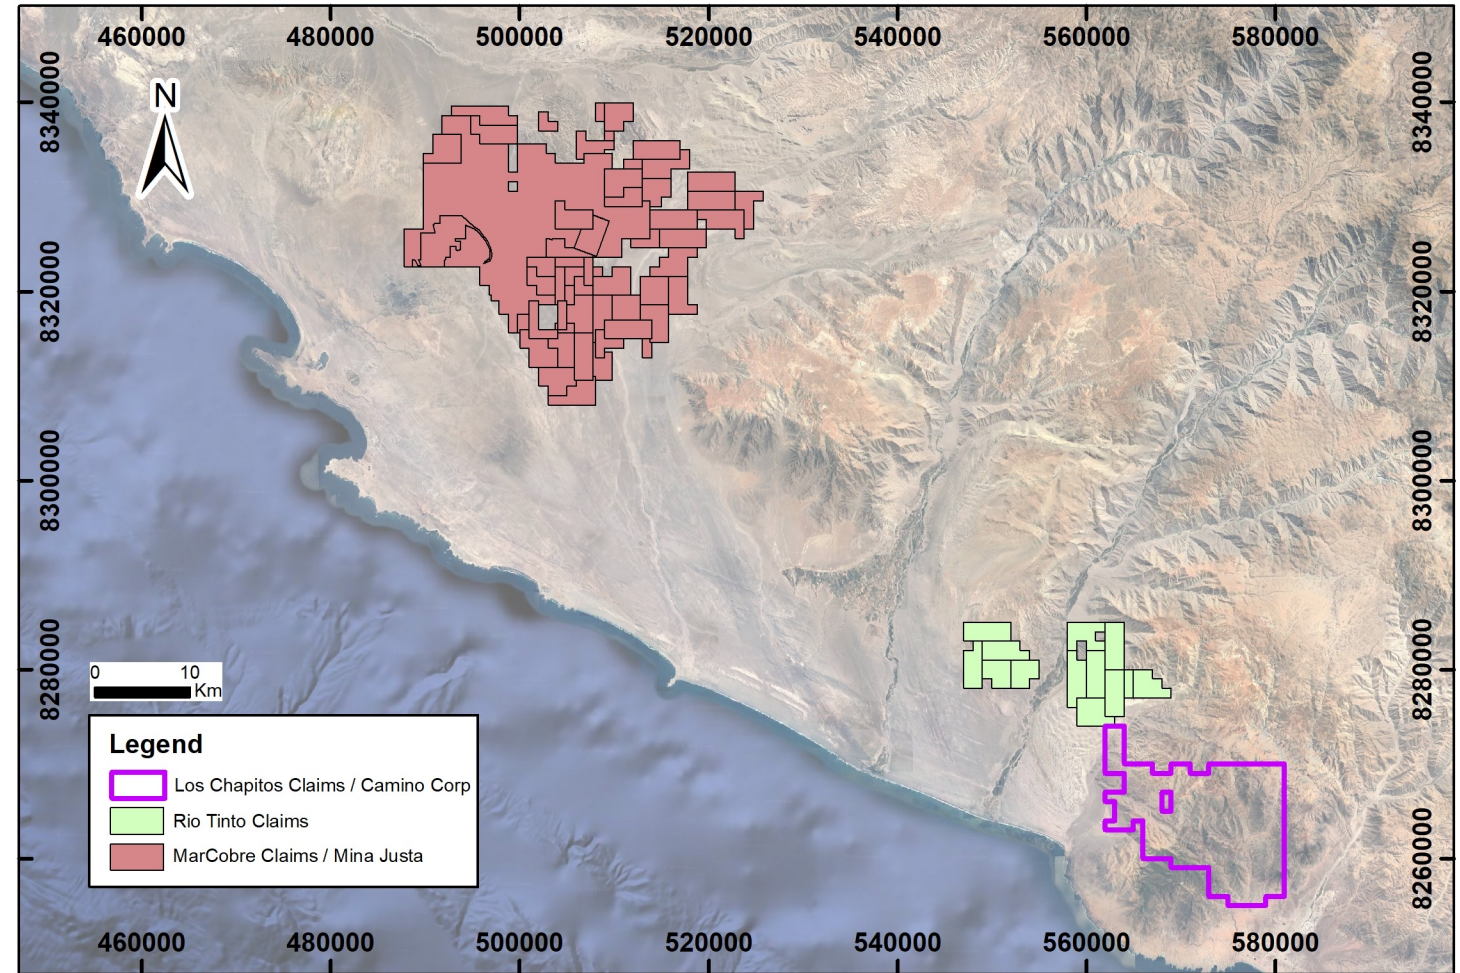 460000 480000 500000 520000 540000 560000 580000
N
8340000 8340000
8320000 8320000
8300000 8300000
8280000 8280000
8260000
0 10
Km
Legend
Los Chapitos Claims / Camino Corp
Rio Tinto Claims
MarCobre Claims / Mina Justa
460000 480000 500000 520000 540000 560000 580000